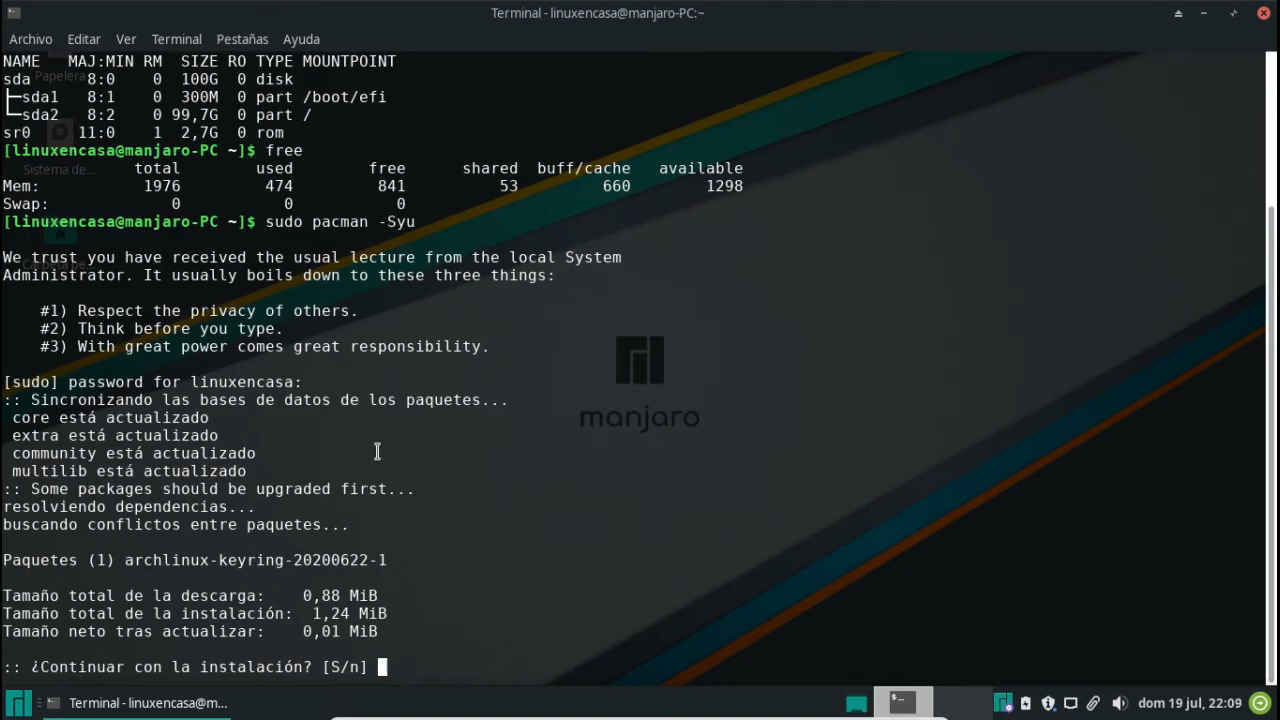 Terminal - linuxencasa@manjaro-PC:~
Archivo Editar Ver Terminal Pestañas Ayuda
NAME   MAJ:MIN RM   SIZE RO TYPE MOUNTPOINT
Papelera
sda      8:0    0   100G  0 disk
├─sda1   8:1    0   300M  0 part /boot/efi
└─sda2   8:2    0  99,7G  0 part /
sr0     11:0    1   2,7G  0 rom
[linuxencasa@manjaro-PC ~]$ free
Sistema de...
              total        used        free      shared  buff/cache   available
Mem:           1976         474         841          53         660        1298
Swap:             0           0           0
[linuxencasa@manjaro-PC ~]$ sudo pacman -Syu
We trust you have received the usual lecture from the local System
Administrator. It usually boils down to these three things:
    #1) Respect the privacy of others.
    #2) Think before you type.
    #3) With great power comes great responsibility.
[sudo] password for linuxencasa:
:: Sincronizando las bases de datos de los paquetes...
 core está actualizado
 extra está actualizado
 community está actualizado
 multilib está actualizado
:: Some packages should be upgraded first...
resolviendo dependencias...
buscando conflictos entre paquetes...
Paquetes (1) archlinux-keyring-20200622-1
Tamaño total de la descarga:    0,88 MiB
Tamaño total de la instalación:  1,24 MiB
Tamaño neto tras actualizar:    0,01 MiB
:: ¿Continuar con la instalación? [S/n]
manjaro
Terminal - linuxencasa@m...
dom 19 jul, 22:09